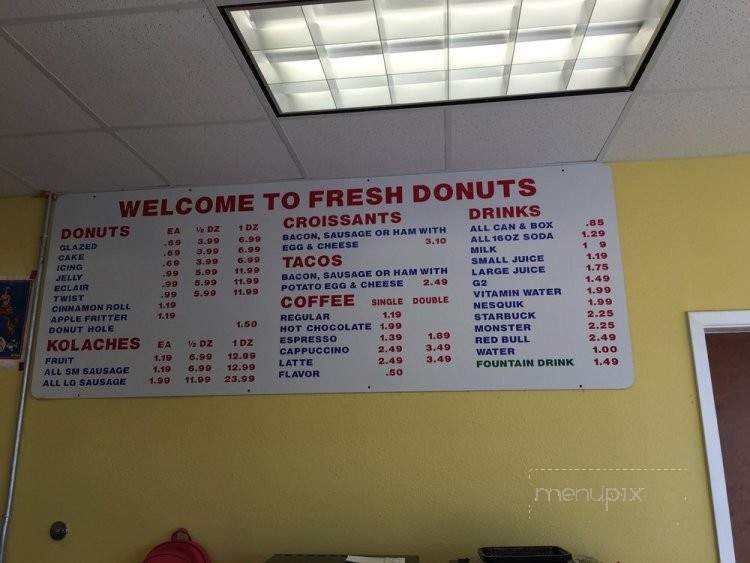 WELCOME TO FRESH DONUTS
DONUTS EA ½ DZ 1 DZ
GLAZED .69 3.99 6.99
CAKE .69 3.99 6.99
ICING .69 3.99 6.99
JELLY .99 5.99 11.99
ECLAIR .99 5.99 11.99
TWIST .99 5.99 11.99
CINNAMON ROLL 1.19
APPLE FRITTER 1.19
DONUT HOLE 1.50
KOLACHES EA ½ DZ 1 DZ
FRUIT 1.19 6.99 12.99
ALL SM SAUSAGE 1.19 6.99 12.99
ALL LG SAUSAGE 1.99 11.99 23.99
CROISSANTS
BACON, SAUSAGE OR HAM WITH
EGG & CHEESE 3.10
TACOS
BACON, SAUSAGE OR HAM WITH
POTATO EGG & CHEESE 2.49
COFFEE SINGLE DOUBLE
REGULAR 1.19
HOT CHOCOLATE 1.99
ESPRESSO 1.39 1.89
CAPPUCCINO 2.49 3.49
LATTE 2.49 3.49
FLAVOR .50
DRINKS
ALL CAN & BOX .85
ALL 16OZ SODA 1.29
MILK 1 9
SMALL JUICE 1.19
LARGE JUICE 1.75
G2 1.49
VITAMIN WATER 1.99
NESQUIK 1.99
STARBUCK 2.25
MONSTER 2.25
RED BULL 2.49
WATER 1.00
FOUNTAIN DRINK 1.49
menupix